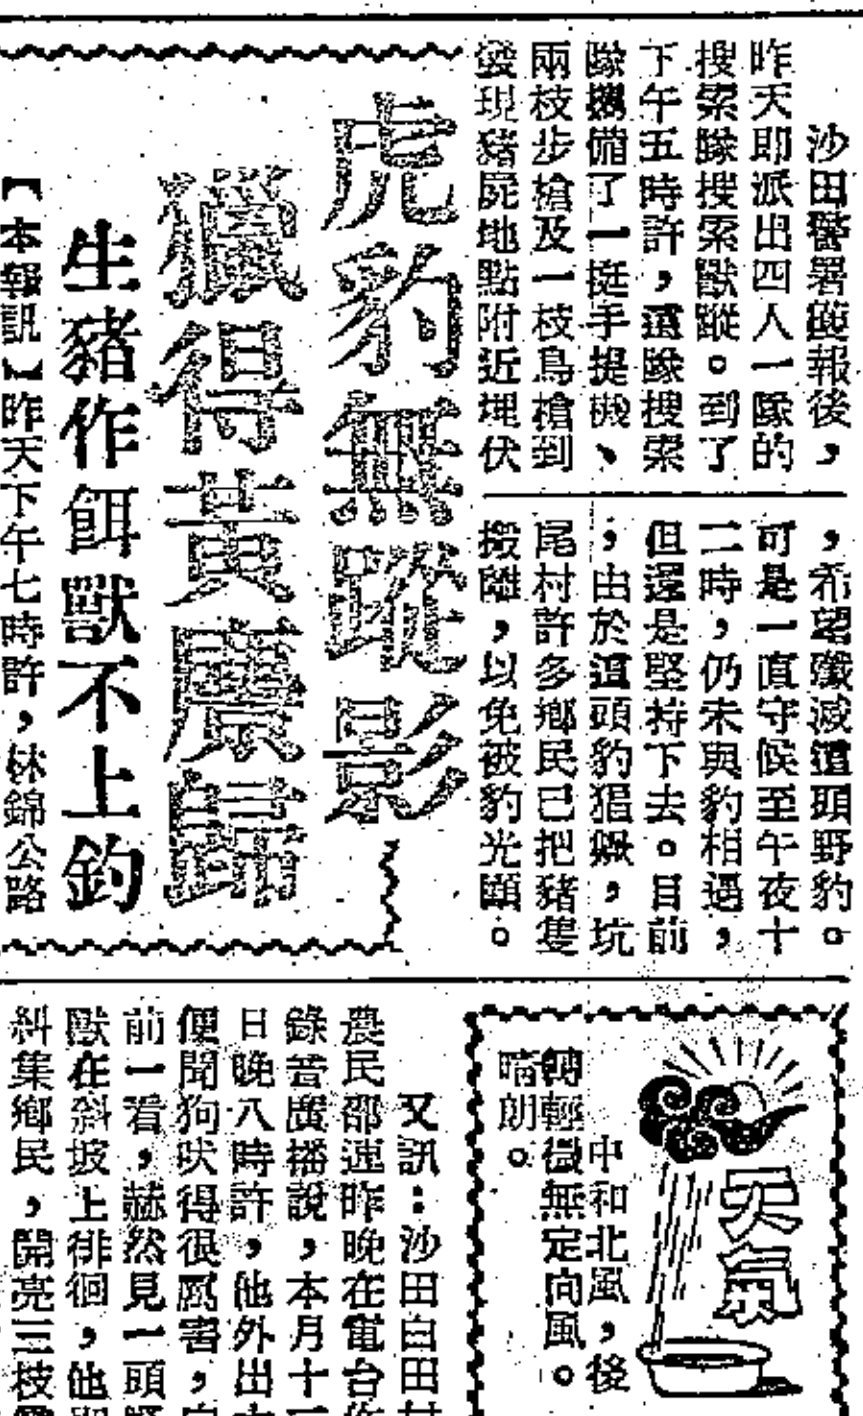 沙田警署獲報後，
昨天即派出四人一隊的
搜索隊搜索獸蹤。到了
下午五時許，這隊搜索
隊攜備了一挺手提機、
兩枝步槍及一枝鳥槍到
發現豬屍地點附近埋伏
，希望殲滅這頭野豹。
可是一直守候至午夜十
二時，仍未與豹相遇，
但還是堅持下去。目前
，由於這頭豹猖獗，坑
尾村許多鄉民已把豬隻
搬離，以免被豹光顧。
虎豹無蹤影
獵得黃麖歸
生豬作餌獸不上鈎
【本報訊】昨天下午七時許，林錦公路
天氣
中和北風，後
轉輕微無定向風。
晴朗。
又訊：沙田白田村
農民邵速昨晚在電台作
錄音廣播說，本月十一
日晚八時許，他外出
便聞狗吠得很厲害，
前一看，赫然見一頭
獸在斜坡上徘徊，他
糾集鄉民，開亮三枝